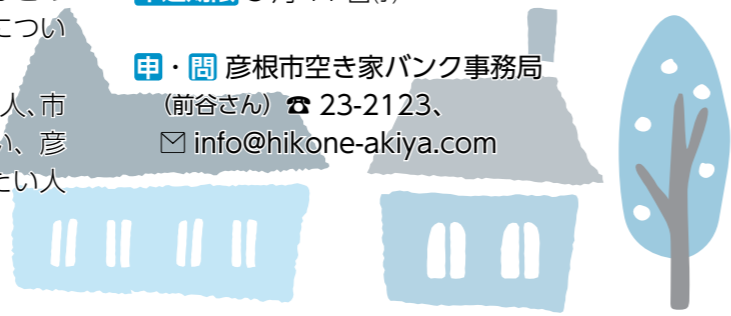 につい
人、市
い、彦
たい人
申・問 彦根市空き家バンク事務局
（前谷さん）☎ 23-2123、
✉ info@hikone-akiya.com